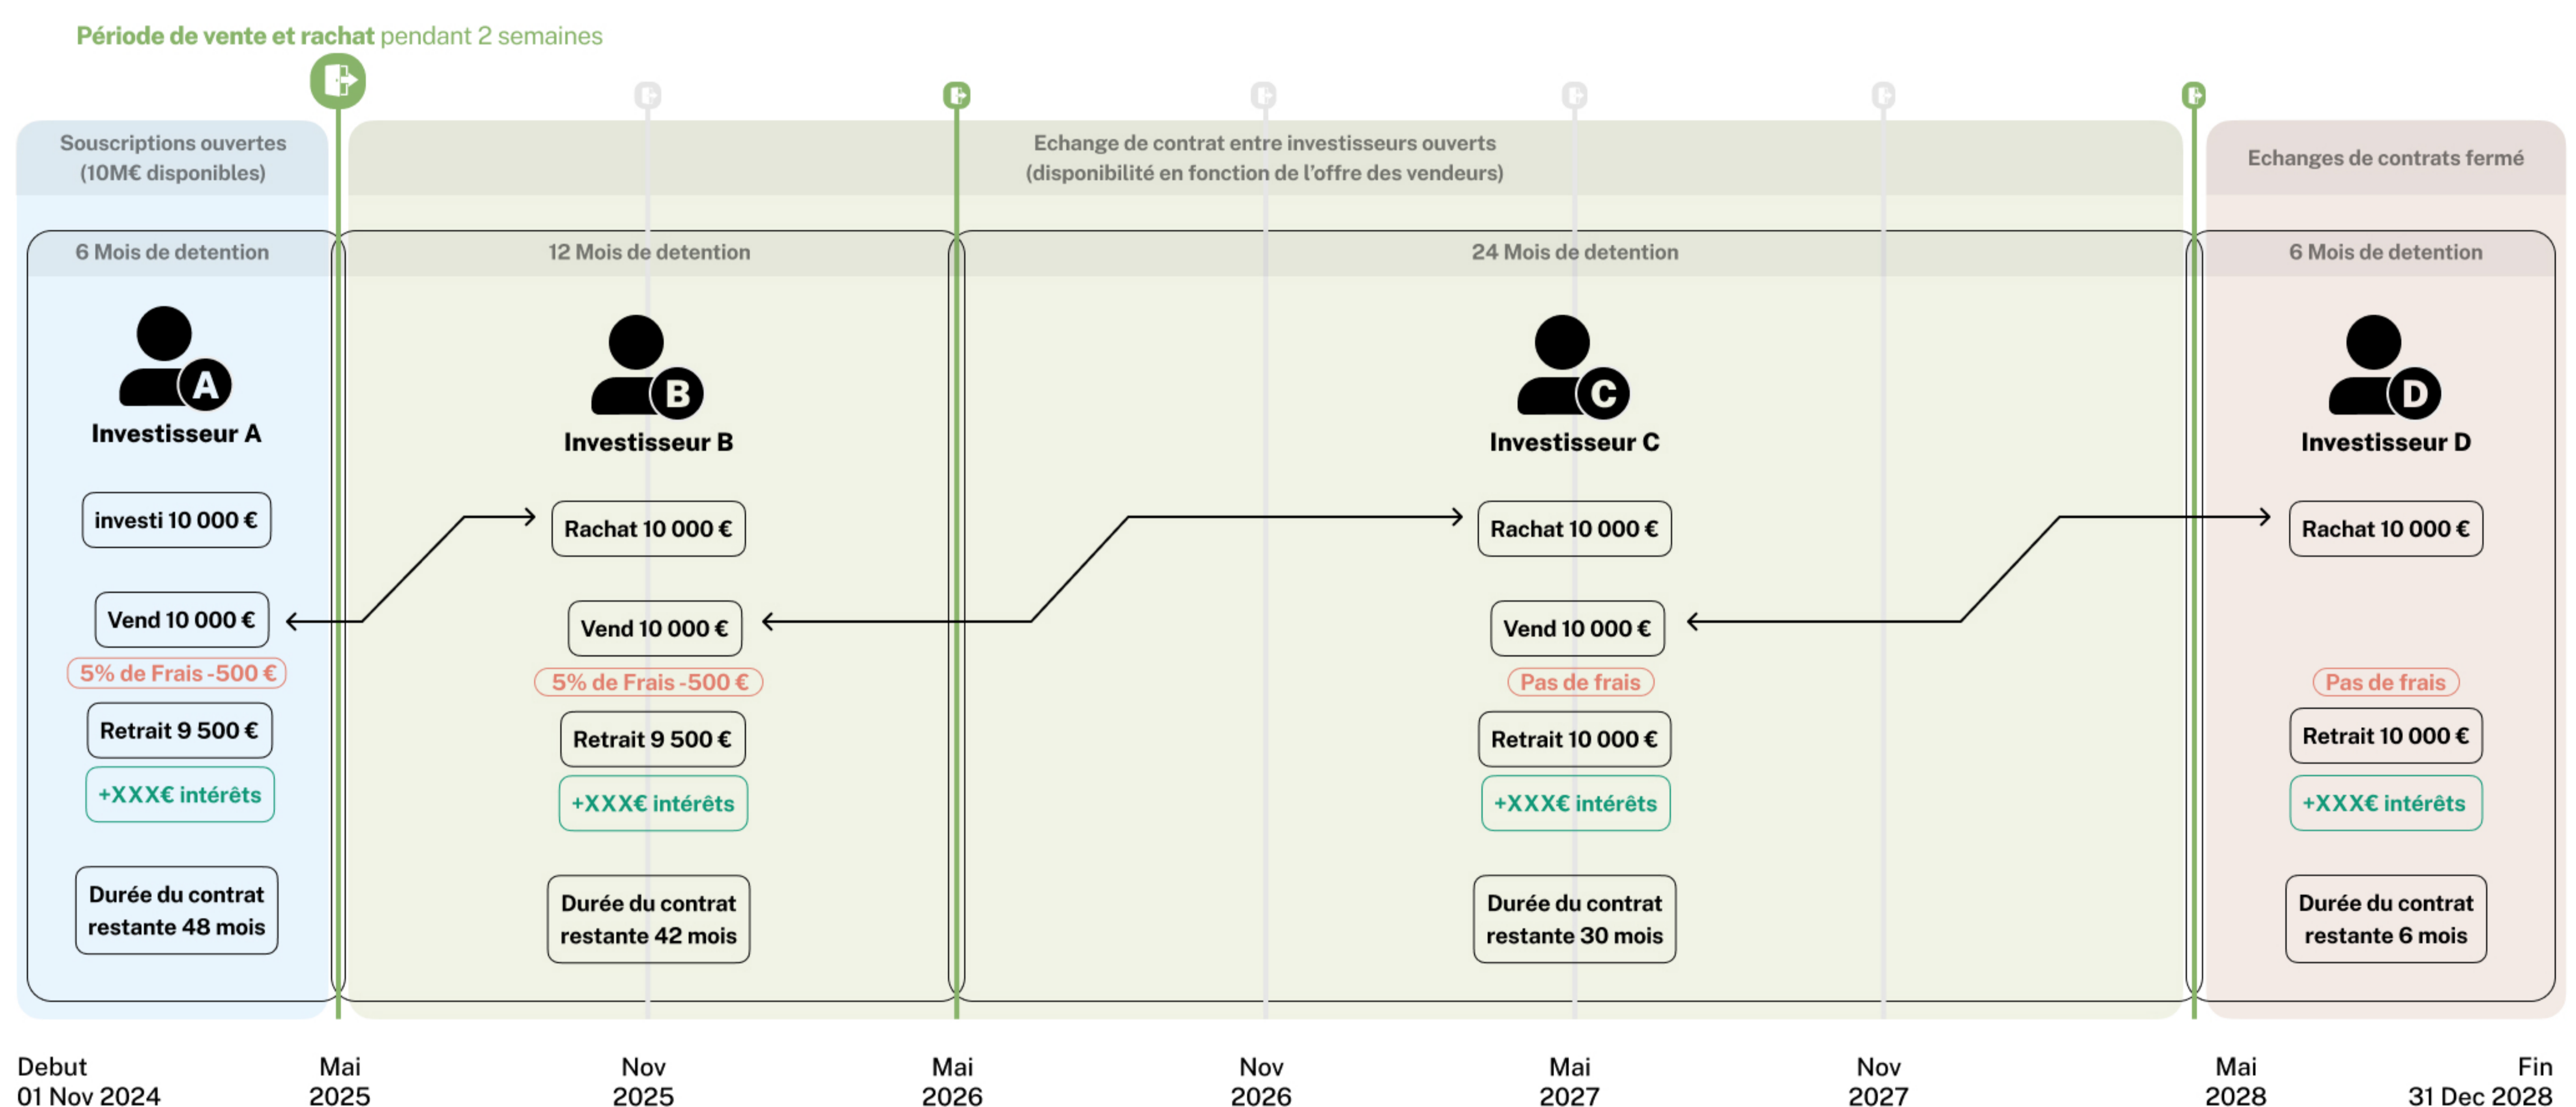 Période de vente et rachat pendant 2 semaines
Souscriptions ouvertes
(10M€ disponibles)
Echange de contrat entre investisseurs ouverts
(disponibilité en fonction de l'offre des vendeurs)
Echanges de contrats fermé
6 Mois de detention
12 Mois de detention
24 Mois de detention
6 Mois de detention
A
Investisseur A
investi 10 000 €
Vend 10 000 €
5% de Frais -500 €
Retrait 9 500 €
+XXX€ intérêts
Durée du contrat
restante 48 mois
B
Investisseur B
Rachat 10 000 €
Vend 10 000 €
5% de Frais -500 €
Retrait 9 500 €
+XXX€ intérêts
Durée du contrat
restante 42 mois
C
Investisseur C
Rachat 10 000 €
Vend 10 000 €
Pas de frais
Retrait 10 000 €
+XXX€ intérêts
Durée du contrat
restante 30 mois
D
Investisseur D
Rachat 10 000 €
Pas de frais
Retrait 10 000 €
+XXX€ intérêts
Durée du contrat
restante 6 mois
Debut
01 Nov 2024
Mai
2025
Nov
2025
Mai
2026
Nov
2026
Mai
2027
Nov
2027
Mai
2028
Fin
31 Dec 2028